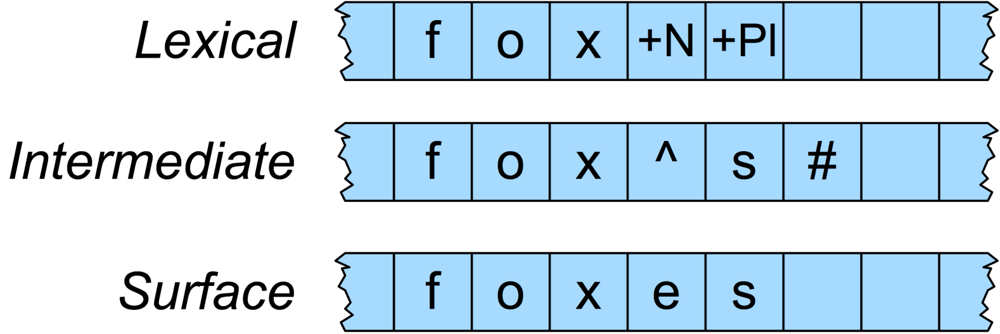 Lexical f o x +N +Pl
Intermediate f o x ^ s #
Surface f o x e s